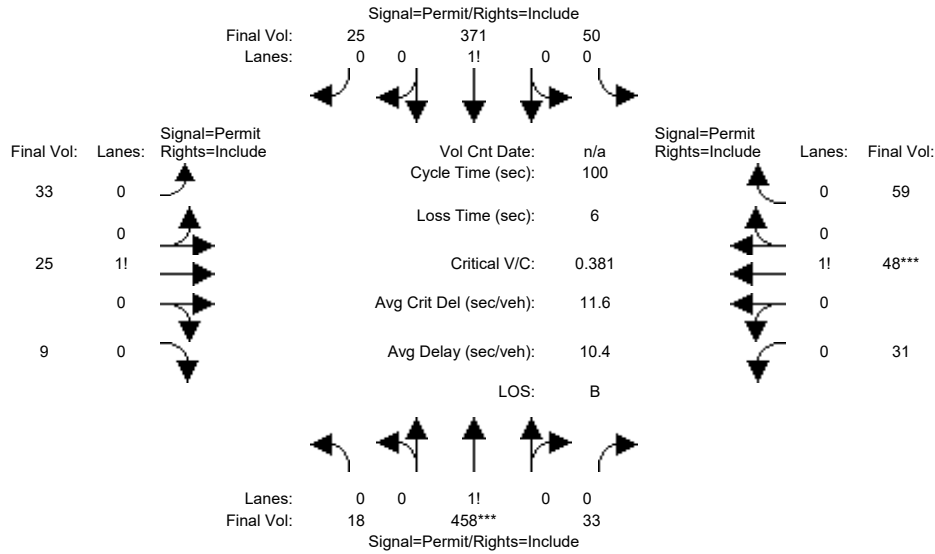 Signal=Permit/Rights=Include
Final Vol: 25 371 50
Lanes: 0 0 1! 0 0
Signal=Permit Signal=Permit
Final Vol: Lanes: Rights=Include Vol Cnt Date: n/a Rights=Include Lanes: Final Vol:
Cycle Time (sec): 100
33 0 0 59
Loss Time (sec): 6
0 0
25 1! Critical V/C: 0.381 1! 48***
0 Avg Crit Del (sec/veh): 11.6 0
9 0 Avg Delay (sec/veh): 10.4 0 31
LOS: B
Lanes: 0 0 1! 0 0
Final Vol: 18 458*** 33
Signal=Permit/Rights=Include